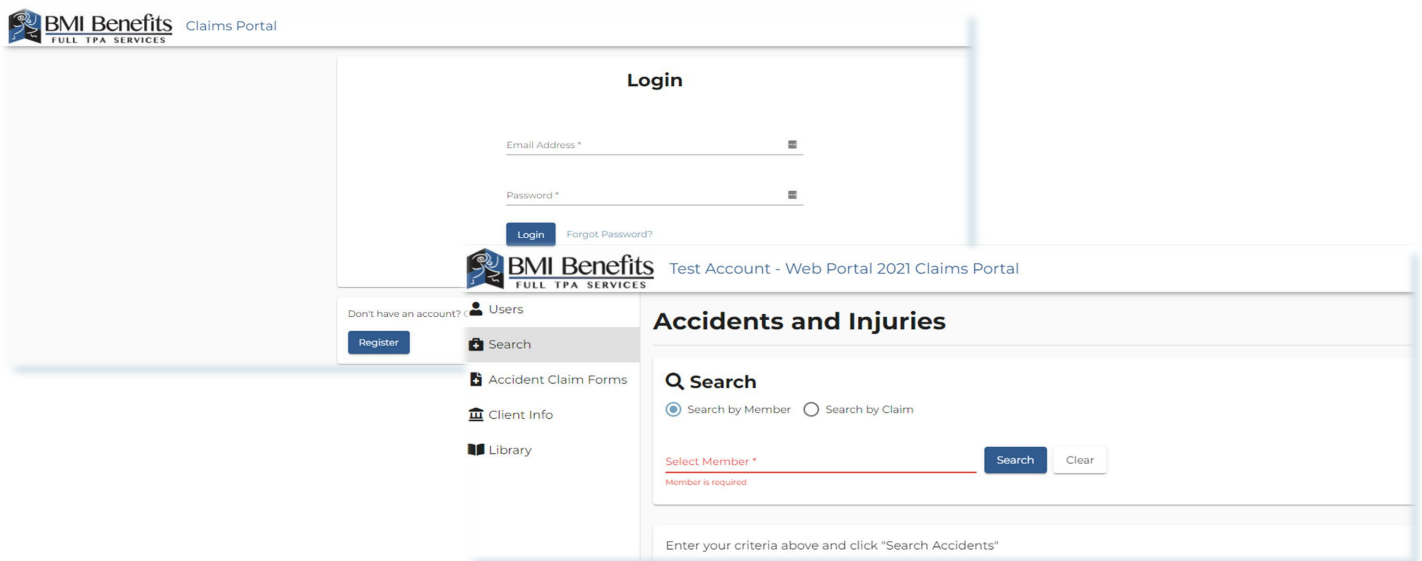 BMI Benefits
FULL TPA SERVICES
Claims Portal
Login
Email Address *
Password *
Login
Forgot Password?
Don't have an account?
Register
BMI Benefits
FULL TPA SERVICES
Test Account - Web Portal 2021 Claims Portal
Users
Search
Accident Claim Forms
Client Info
Library
Accidents and Injuries
Search
Search by Member
Search by Claim
Select Member *
Member is required
Search
Clear
Enter your criteria above and click "Search Accidents"